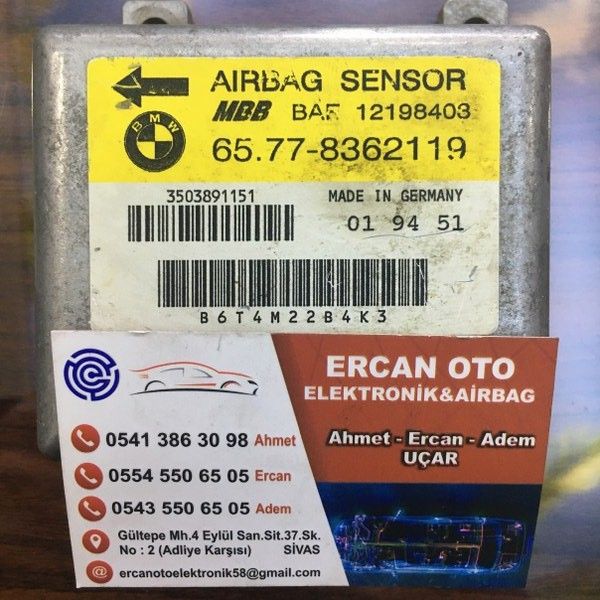 AIRBAG SENSOR
BMW
MBB BAE 12198403
65.77-8362119
3503891151
MADE IN GERMANY
01 94 51
B6T4M22B4K3
ERCAN OTO
ELEKTRONİK&AİRBAG
0541 386 30 98 Ahmet
Ahmet - Ercan - Adem
UÇAR
0554 550 65 05 Ercan
0543 550 65 05 Adem
Gültepe Mh.4 Eylül San.Sit.37.Sk.
No : 2 (Adliye Karşısı) SİVAS
ercanotoelektronik58@gmail.com